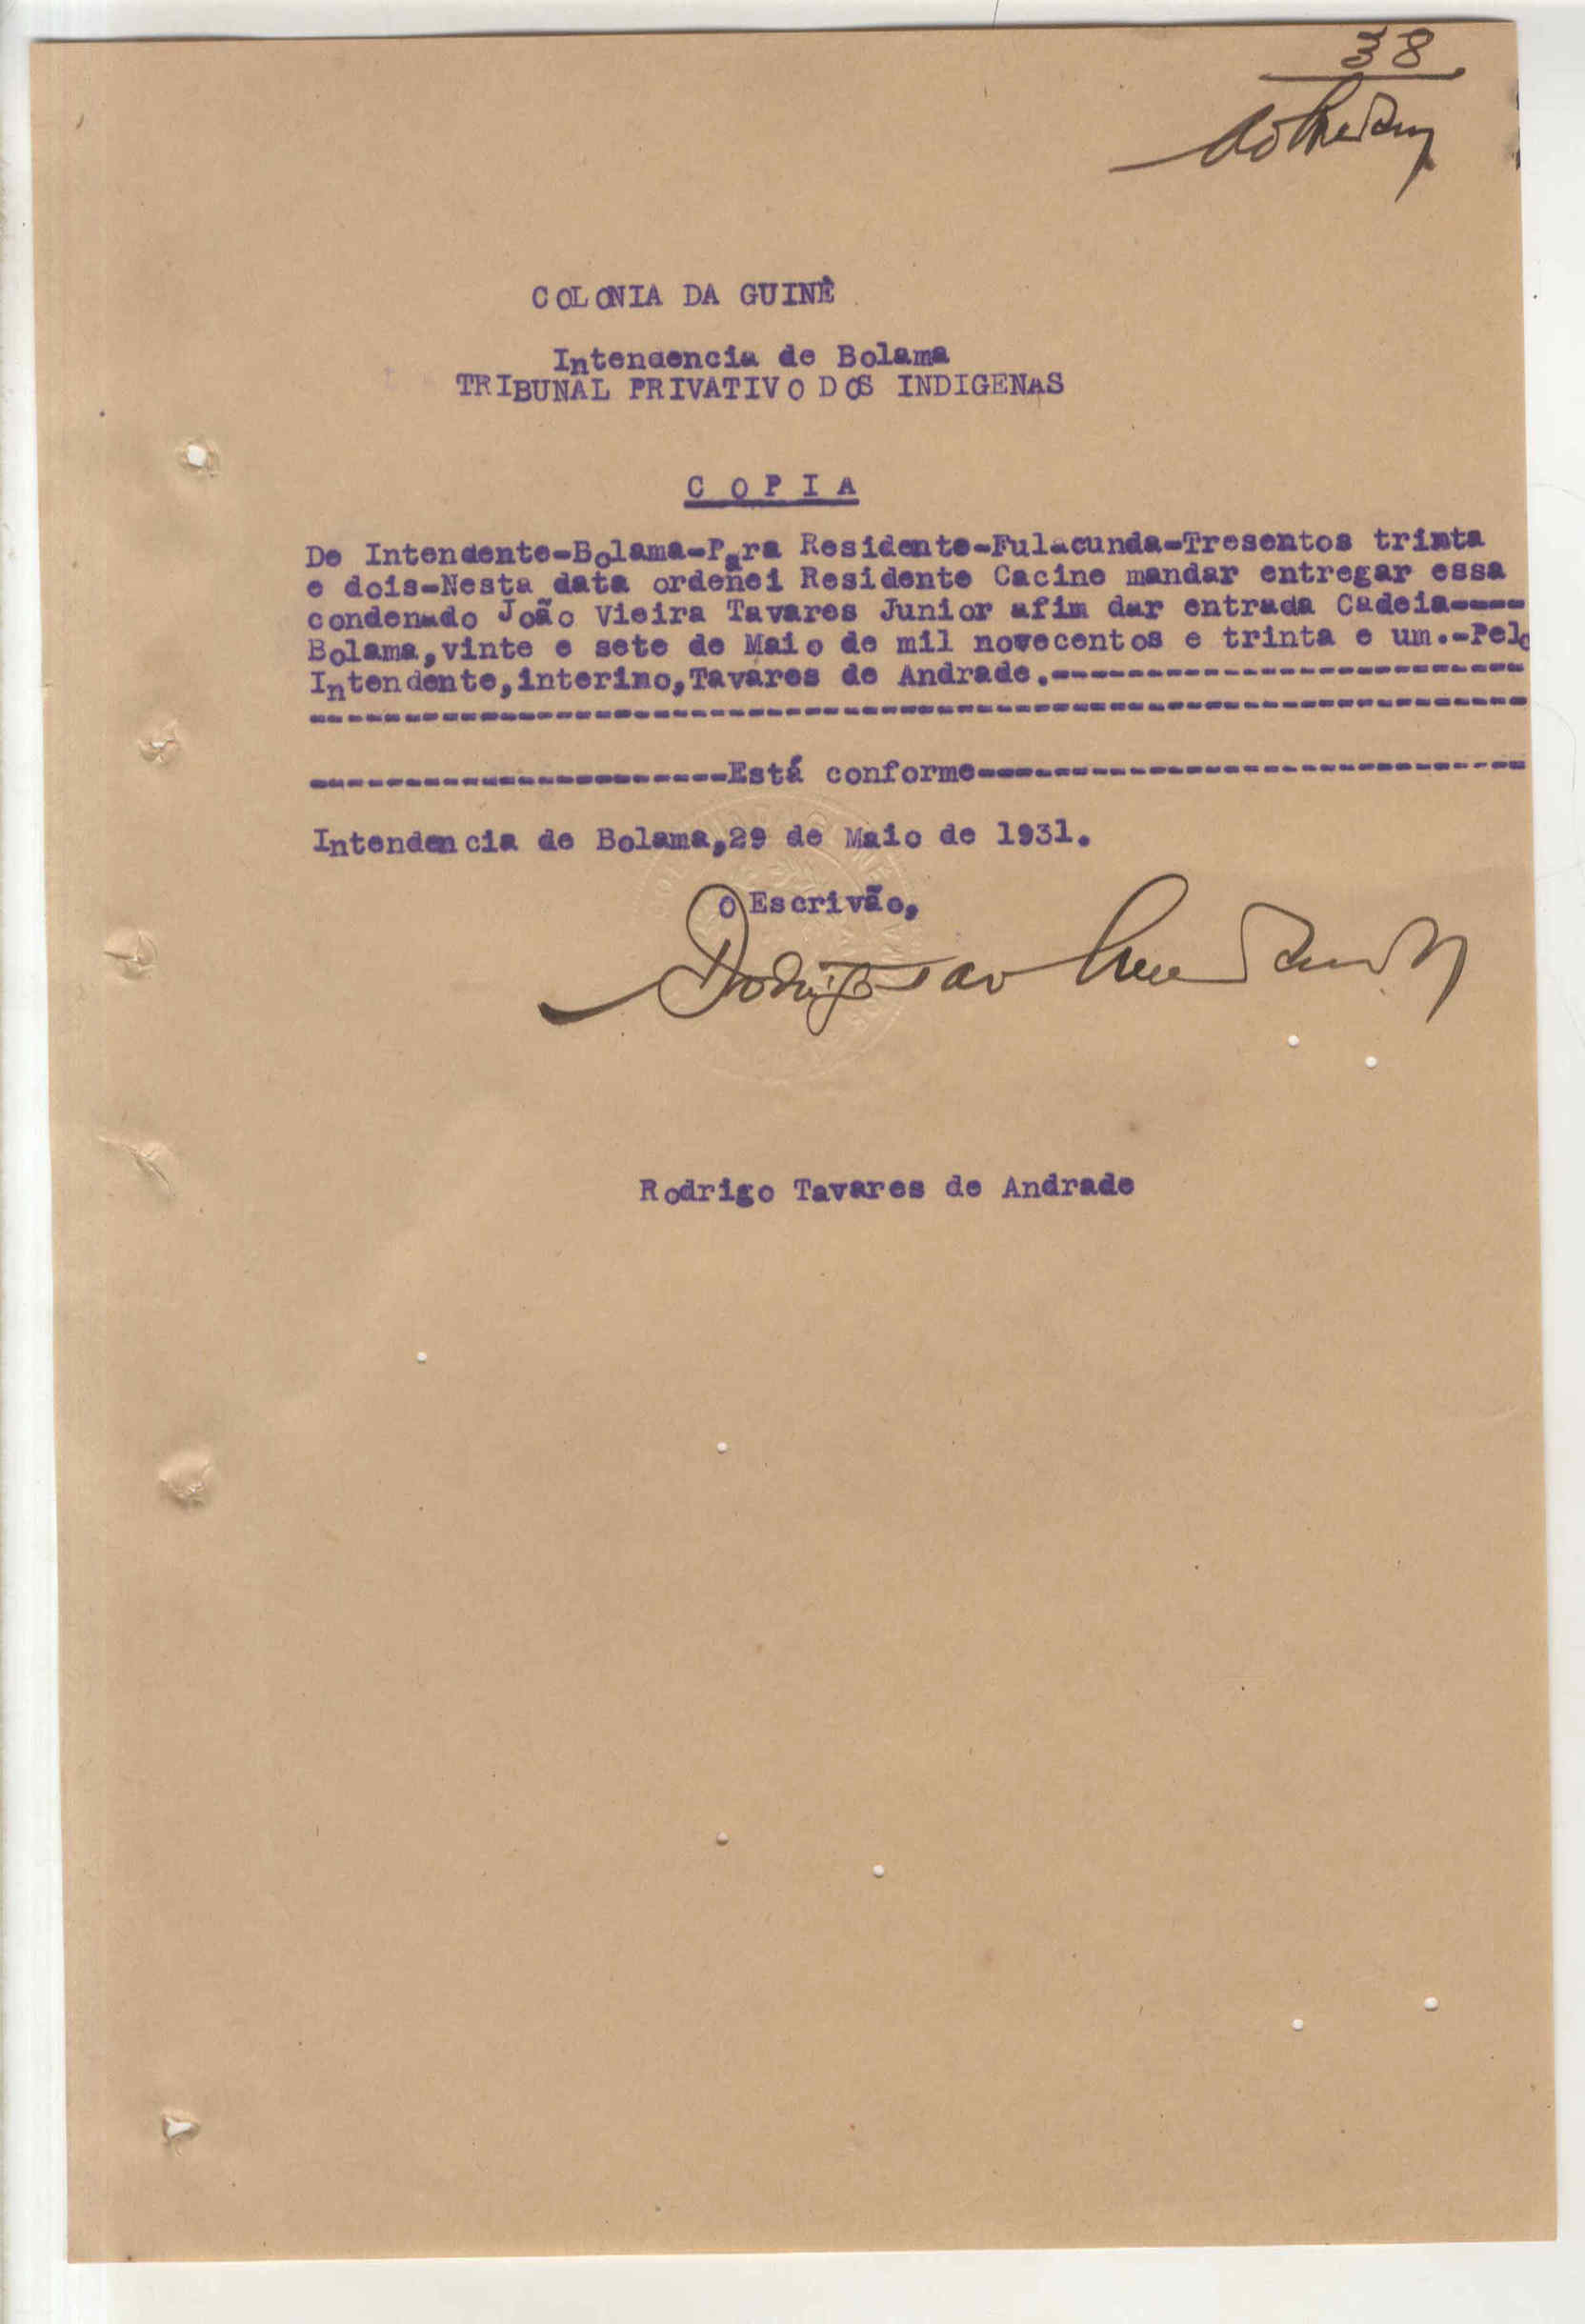 38
COLONIA DA GUINÊ
Intendencia de Bolama
TRIBUNAL PRIVATIVO DOS INDIGENAS
C O P I A
De Intendente-Bolama-Para Residente-Fulacunda-Tresentos trinta
e dois-Nesta data ordenei Residente Cacine mandar entregar essa
condenado João Vieira Tavares Junior afim dar entrada Cadeia----
Bolama,vinte e sete de Maio de mil novecentos e trinta e um.-Pelo
Intendente,interino,Tavares de Andrade.-------------------------
----------------------------------------------------------------
----------------------Está conforme-----------------------------
Intendencia de Bolama,29 de Maio de 1931.
O Escrivão,
Rodrigo Tavares de Andrade